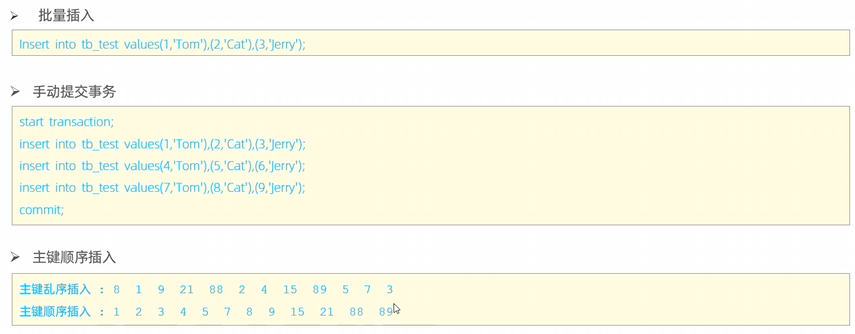 ➢ 批量插入
Insert into tb_test values(1,'Tom'),(2,'Cat'),(3,'Jerry');
➢ 手动提交事务
start transaction;
insert into tb_test values(1,'Tom'),(2,'Cat'),(3,'Jerry');
insert into tb_test values(4,'Tom'),(5,'Cat'),(6,'Jerry');
insert into tb_test values(7,'Tom'),(8,'Cat'),(9,'Jerry');
commit;
➢ 主键顺序插入
主键乱序插入 : 8 1 9 21 88 2 4 15 89 5 7 3
主键顺序插入 : 1 2 3 4 5 7 8 9 15 21 88 89